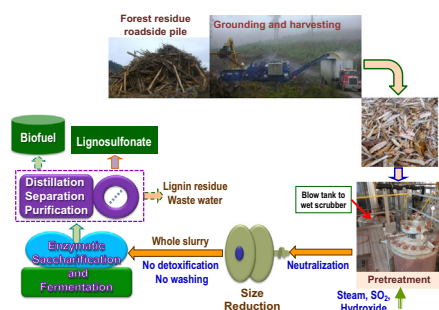 Forest residue
roadside pile
Grounding and harvesting
Biofuel
Lignosulfonate
Distillation
Separation
Purification
Lignin residue
Waste water
Blow tank to
wet scrubber
Enzymatic
Saccharification
and
Fermentation
Whole slurry
No detoxification
No washing
Neutralization
Size
Reduction
Pretreatment
Steam, SO₂,
Hydroxide